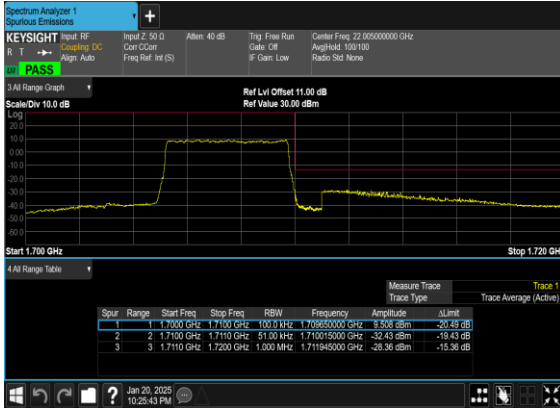 Spectrum Analyzer 1
Spurious Emissions
KEYSIGHT Input: RF Input Z: 50 Ω Atten: 40 dB Trig: Free Run Center Freq: 22.005000000 GHz
R T Coupling: DC Corr CCorr Gate: Off Avg|Hold: 100/100
Align: Auto Freq Ref: Int (S) IF Gain: Low Radio Std: None
PASS
3 All Range Graph Ref Lvl Offset 11.00 dB
Scale/Div 10.0 dB Ref Value 30.00 dBm
Log
20.0
10.0
0.00
-10.0
-20.0
-30.0
-40.0
-50.0
-60.0
Start 1.700 GHz Stop 1.720 GH
4 All Range Table
Measure Trace Trace 1
Trace Type Trace Average (Active)
Spur Range Start Freq Stop Freq RBW Frequency Amplitude ΔLimit
1 1 1.7000 GHz 1.7100 GHz 100.0 kHz 1.709650000 GHz 9.508 dBm -20.49 dB
2 2 1.7100 GHz 1.7110 GHz 51.00 kHz 1.710015000 GHz -32.43 dBm -19.43 dB
3 3 1.7110 GHz 1.7200 GHz 1.000 MHz 1.711945000 GHz -28.36 dBm -15.36 dB
Jan 20, 2025
10:25:43 PM